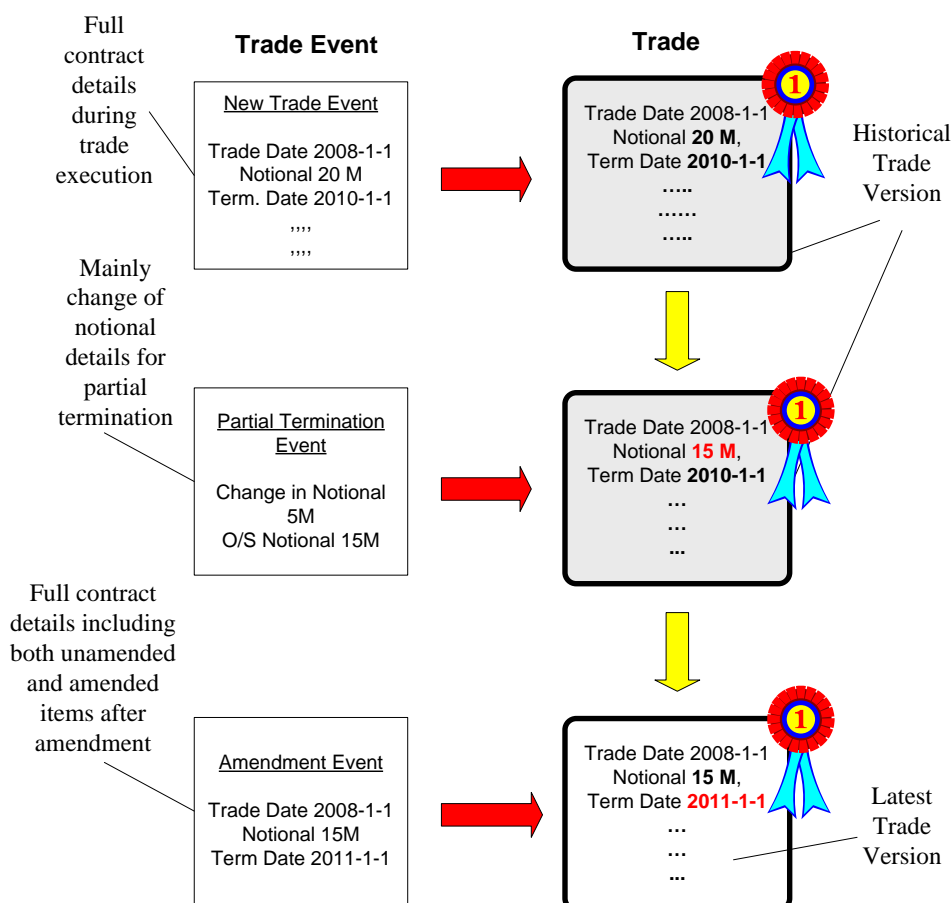 Full
contract
details
during
trade
execution
Trade Event
Trade
New Trade Event
Trade Date 2008-1-1
Notional 20 M
Term. Date 2010-1-1
,,,,
,,,,
1
Trade Date 2008-1-1
Notional 20 M,
Term Date 2010-1-1
…..
……
…..
Historical
Trade
Version
Mainly
change of
notional
details for
partial
termination
Partial Termination
Event
Change in Notional
5M
O/S Notional 15M
1
Trade Date 2008-1-1
Notional 15 M,
Term Date 2010-1-1
…
…
...
Full contract
details including
both unamended
and amended
items after
amendment
Amendment Event
Trade Date 2008-1-1
Notional 15M
Term Date 2011-1-1
1
Trade Date 2008-1-1
Notional 15 M,
Term Date 2011-1-1
…
…
...
Latest
Trade
Version